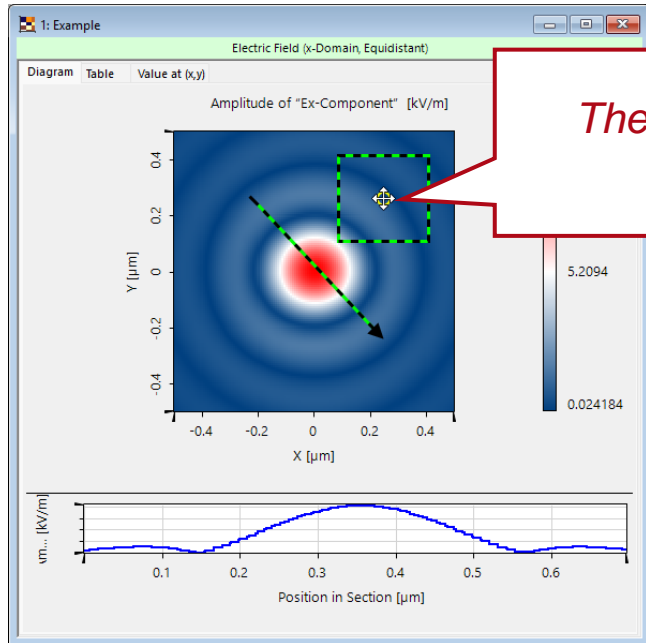 1: Example
Electric Field (x-Domain, Equidistant)
Diagram Table Value at (x,y)
The
Amplitude of “Ex-Component” [kV/m]
0.4
0.2
0
-0.2
-0.4
Y [µm]
5.2094
0.024184
-0.4 -0.2 0 0.2 0.4
X [µm]
m... [kV/m]
0.1 0.2 0.3 0.4 0.5 0.6
Position in Section [µm]